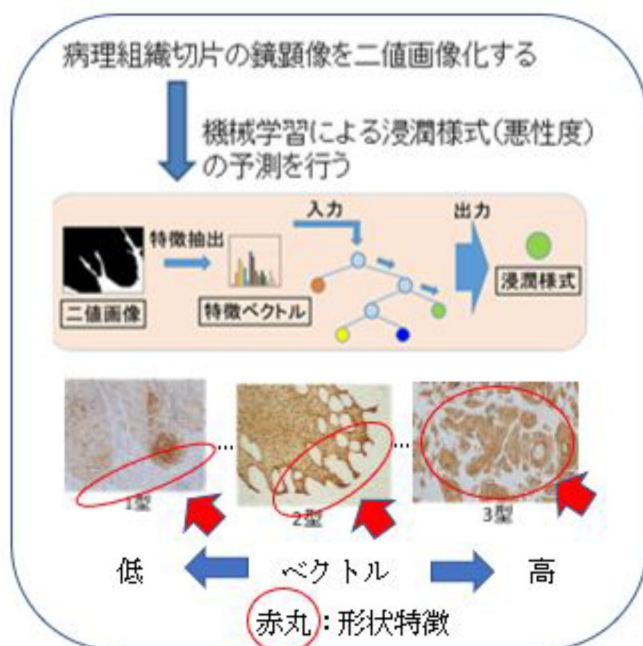 病理組織切片の鏡顕像を二値画像化する
機械学習による浸潤様式(悪性度)
の予測を行う
特徴抽出
入力
出力
二値画像
特徴ベクトル
浸潤様式
…
…
1型
2型
3型
低
ベクトル
高
赤丸:形状特徴